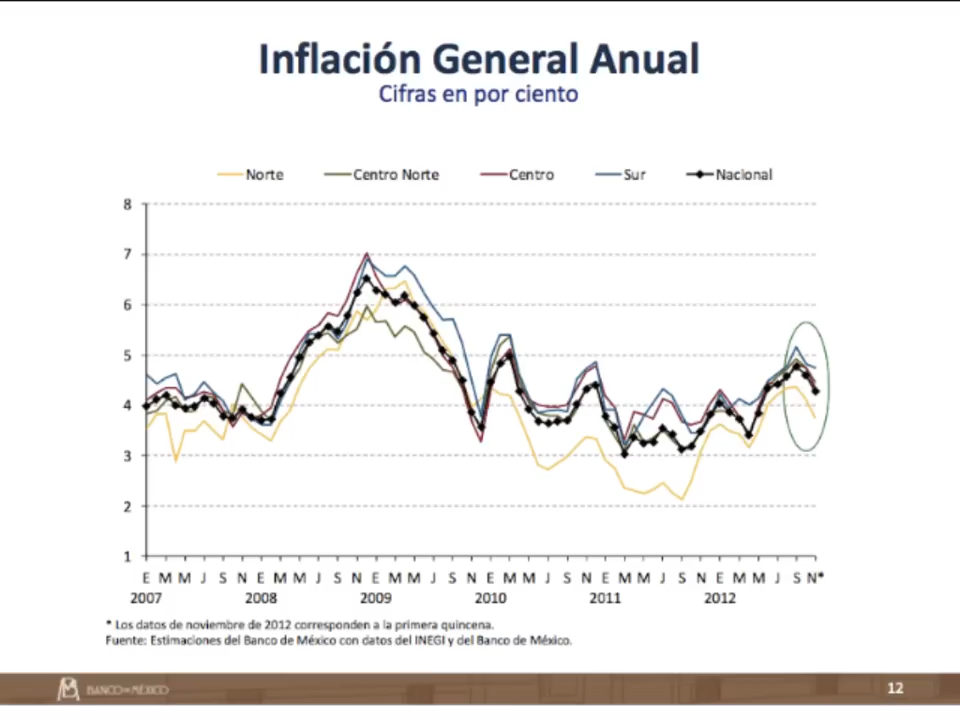 Inflación General Anual
Cifras en por ciento
Norte Centro Norte Centro Sur Nacional
8
7
6
5
4
3
2
1
E M M J S N E M M J S N E M M J S N E M M J S N E M M J S N E M M J S N*
2007 2008 2009 2010 2011 2012
* Los datos de noviembre de 2012 corresponden a la primera quincena.
Fuente: Estimaciones del Banco de México con datos del INEGI y del Banco de México.
BANCO DE MÉXICO 12